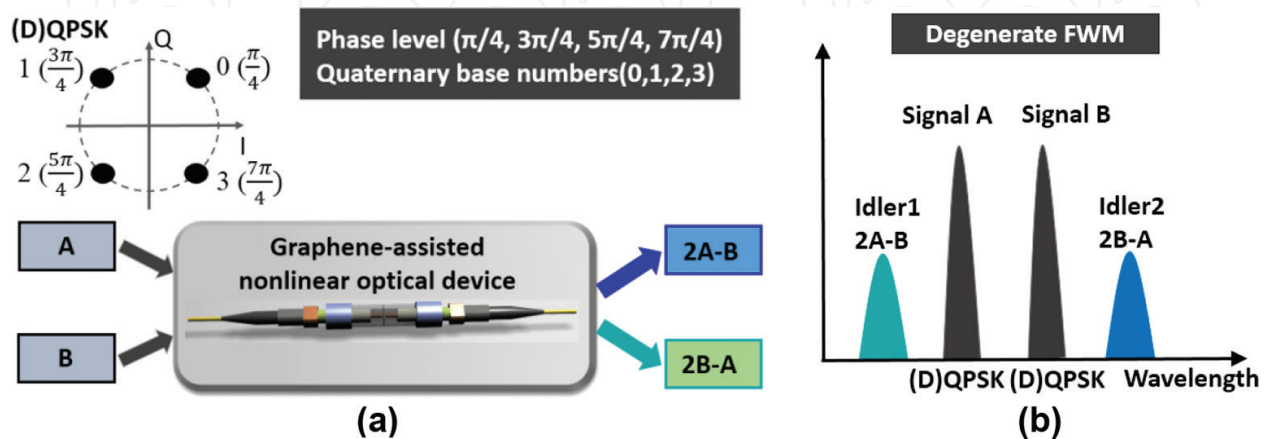 (D)QPSK
Q
1 (3π/4)
0 (π/4)
I
2 (5π/4)
3 (7π/4)
Phase level (π/4, 3π/4, 5π/4, 7π/4)
Quaternary base numbers(0,1,2,3)
A
B
Graphene-assisted
nonlinear optical device
2A-B
2B-A
(a)
Degenerate FWM
Signal A
Signal B
Idler1
2A-B
Idler2
2B-A
(D)QPSK
(D)QPSK
Wavelength
(b)